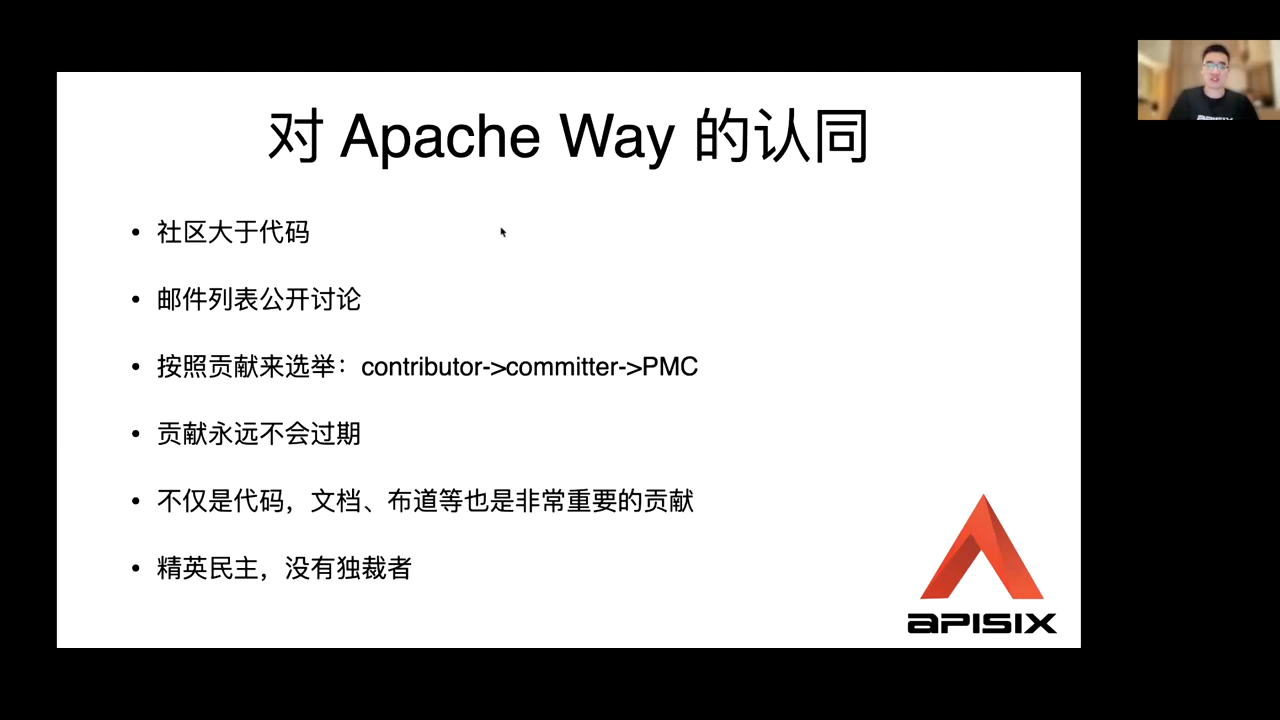 对 Apache Way 的认同
• 社区大于代码
• 邮件列表公开讨论
• 按照贡献来选举：contributor->committer->PMC
• 贡献永远不会过期
• 不仅是代码，文档、布道等也是非常重要的贡献
• 精英民主，没有独裁者
APISIX
APISIX